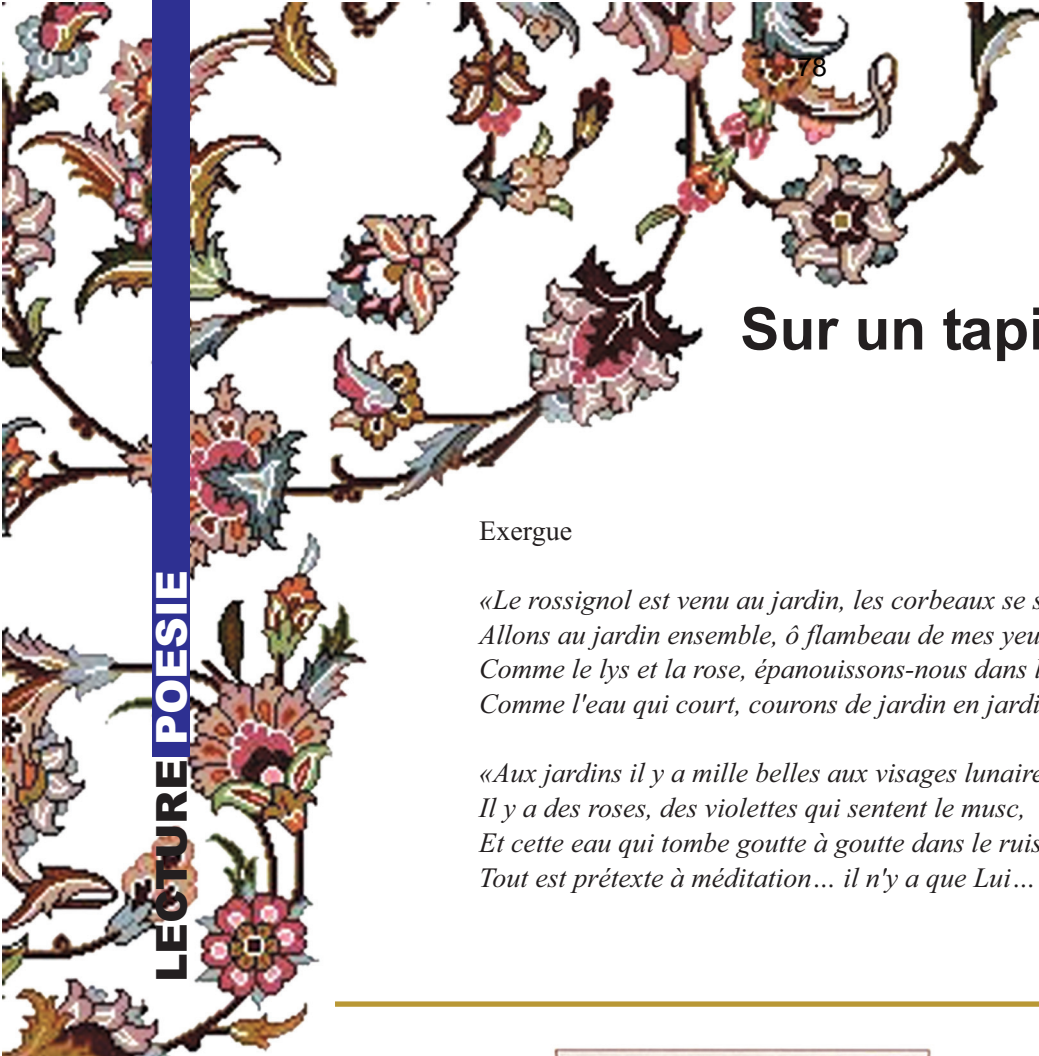 78
Sur un tapi
LECTURE POESIE
Exergue
«Le rossignol est venu au jardin, les corbeaux se s
Allons au jardin ensemble, ô flambeau de mes yeu
Comme le lys et la rose, épanouissons-nous dans l
Comme l'eau qui court, courons de jardin en jardi
«Aux jardins il y a mille belles aux visages lunaire
Il y a des roses, des violettes qui sentent le musc,
Et cette eau qui tombe goutte à goutte dans le ruis
Tout est prétexte à méditation... il n'y a que Lui...